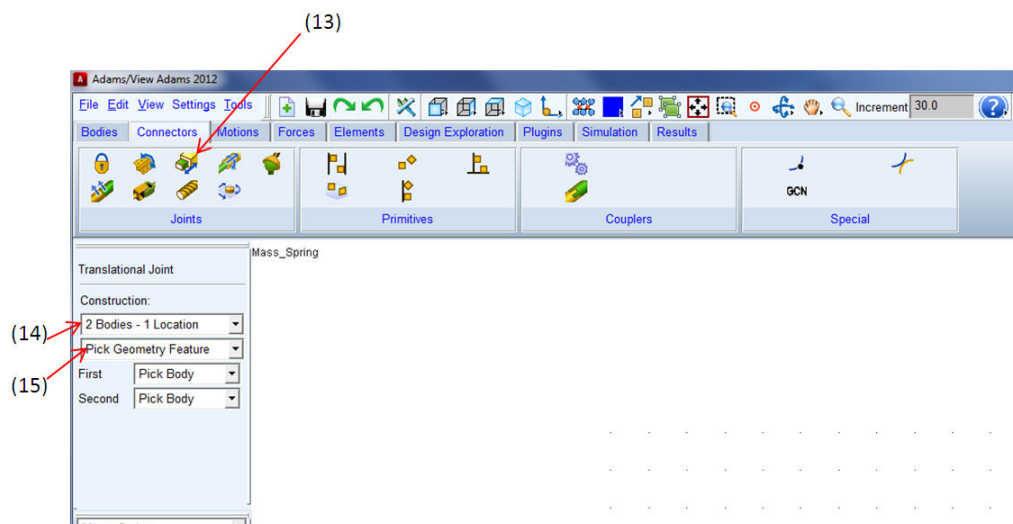 (13)
Adams/View Adams 2012
File Edit View Settings Tools Increment 30.0
Bodies Connectors Motions Forces Elements Design Exploration Plugins Simulation Results
GCN
Joints Primitives Couplers Special
Mass_Spring
Translational Joint
Construction:
(14) 2 Bodies - 1 Location
Pick Geometry Feature
(15) First Pick Body
Second Pick Body